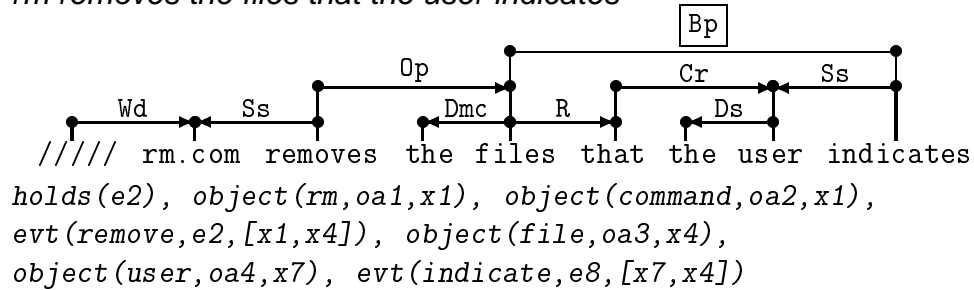 rm removes the files that the user indicates
Bp
Op Cr Ss
Wd Ss Dmc R Ds
///// rm.com removes the files that the user indicates
holds(e2), object(rm,oa1,x1), object(command,oa2,x1),
evt(remove,e2,[x1,x4]), object(file,oa3,x4),
object(user,oa4,x7), evt(indicate,e8,[x7,x4])